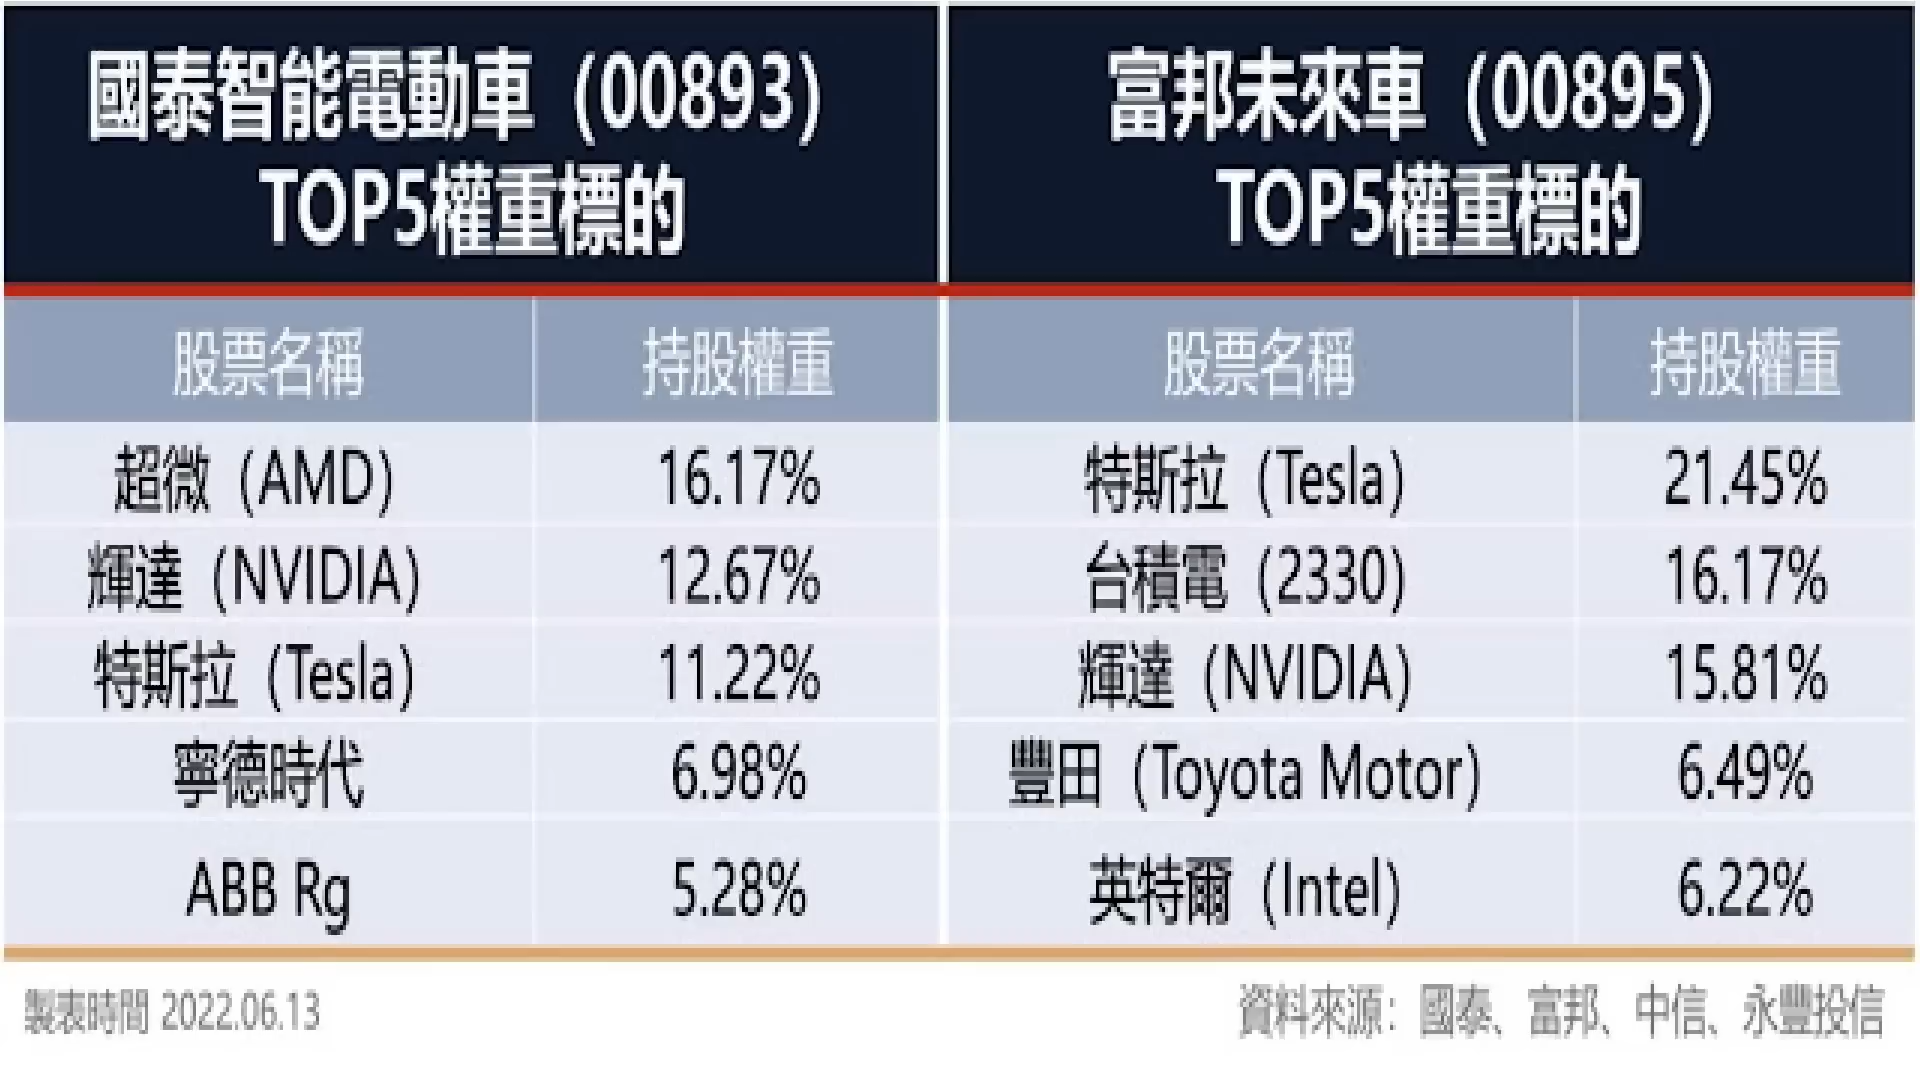 國泰智能電動車（00893）
TOP5權重標的
富邦未來車（00895）
TOP5權重標的
股票名稱 持股權重 股票名稱 持股權重
超微（AMD） 16.17% 特斯拉（Tesla） 21.45%
輝達（NVIDIA） 12.67% 台積電（2330） 16.17%
特斯拉（Tesla） 11.22% 輝達（NVIDIA） 15.81%
寧德時代 6.98% 豐田（Toyota Motor） 6.49%
ABB Rg 5.28% 英特爾（Intel） 6.22%
製表時間 2022.06.13 資料來源：國泰、富邦、中信、永豐投信